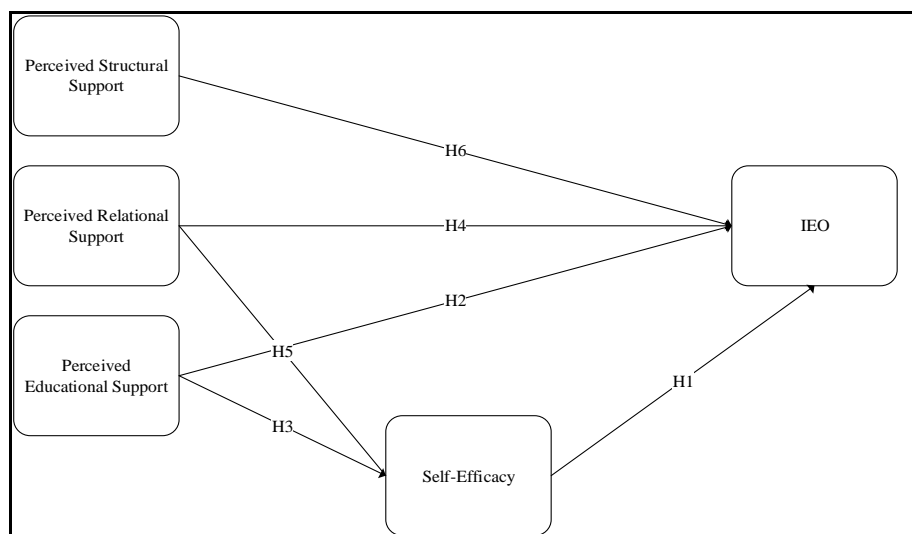 Perceived Structural
Support
H6
Perceived Relational
Support
H4
IEO
H2
H5
Perceived
Educational Support
H1
H3
Self-Efficacy